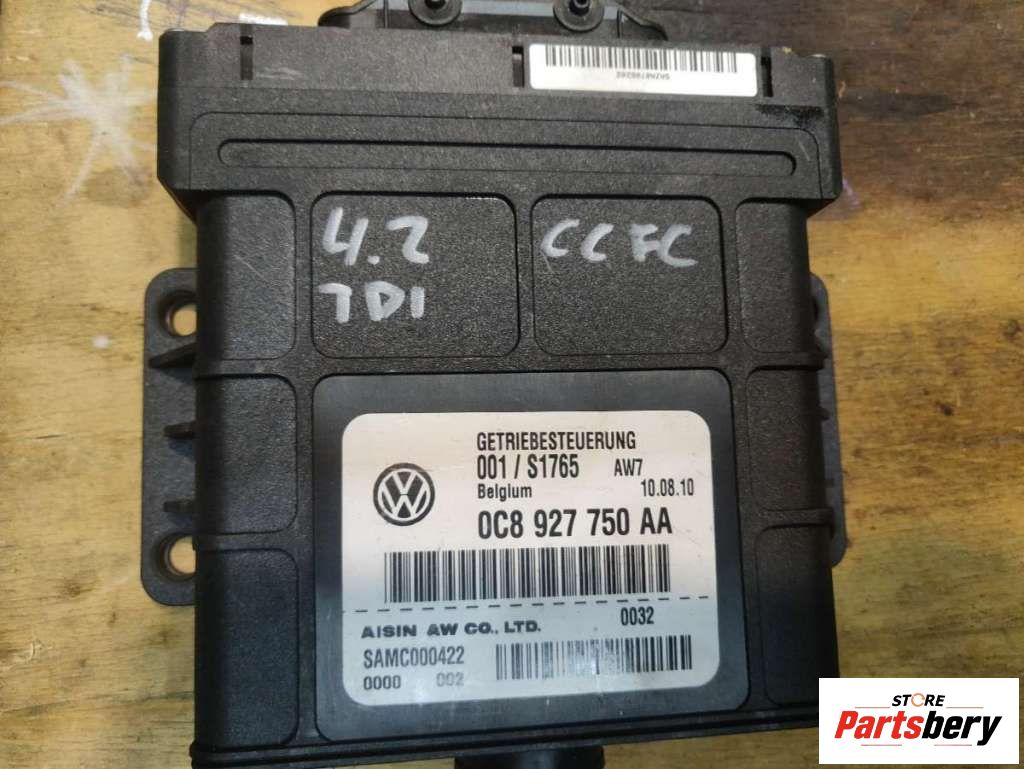 4.2
TDI
CCFC
GETRIEBESTEUERUNG
001 / S1765 AW7
Belgium 10.08.10
0C8 927 750 AA
AISIN AW CO., LTD. 0032
SAMC000422
0000 002
STORE
Partsbery